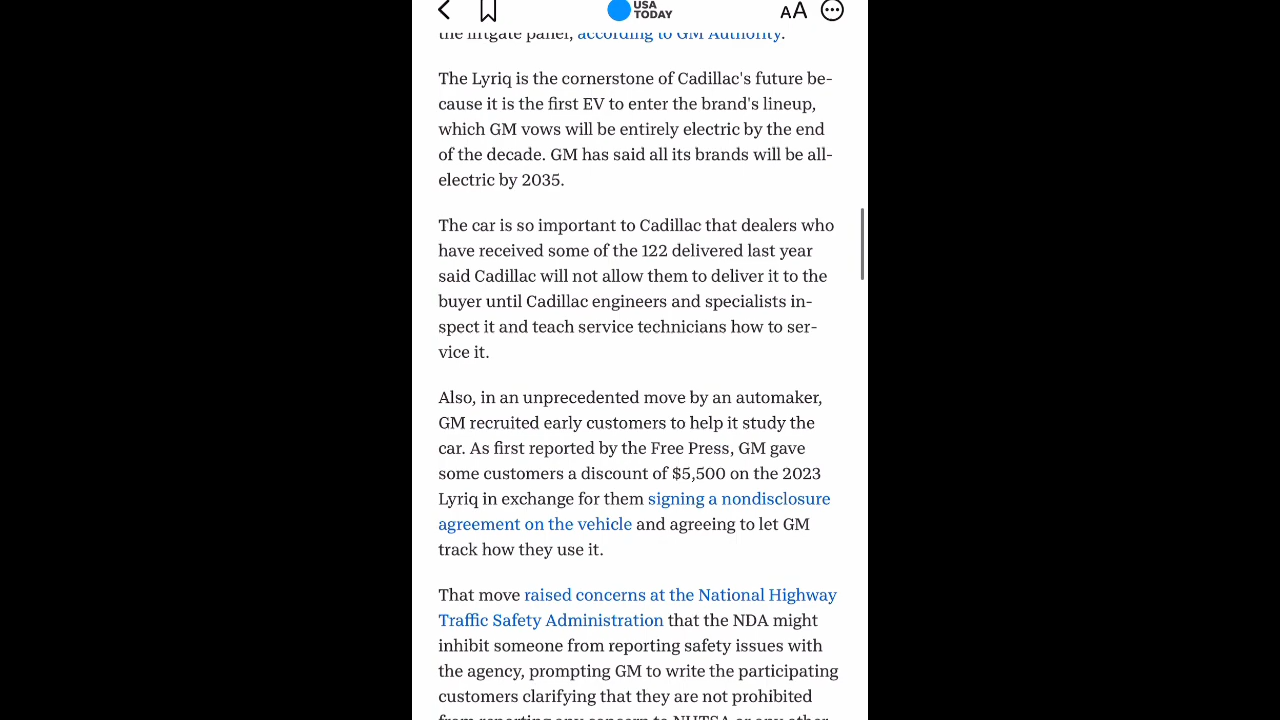 USA
TODAY
AA
the liftgate panel, according to GM Authority.
The Lyriq is the cornerstone of Cadillac's future be-
cause it is the first EV to enter the brand's lineup,
which GM vows will be entirely electric by the end
of the decade. GM has said all its brands will be all-
electric by 2035.
The car is so important to Cadillac that dealers who
have received some of the 122 delivered last year
said Cadillac will not allow them to deliver it to the
buyer until Cadillac engineers and specialists in-
spect it and teach service technicians how to ser-
vice it.
Also, in an unprecedented move by an automaker,
GM recruited early customers to help it study the
car. As first reported by the Free Press, GM gave
some customers a discount of $5,500 on the 2023
Lyriq in exchange for them signing a nondisclosure
agreement on the vehicle and agreeing to let GM
track how they use it.
That move raised concerns at the National Highway
Traffic Safety Administration that the NDA might
inhibit someone from reporting safety issues with
the agency, prompting GM to write the participating
customers clarifying that they are not prohibited
from reporting any concern to NHTSA or any other